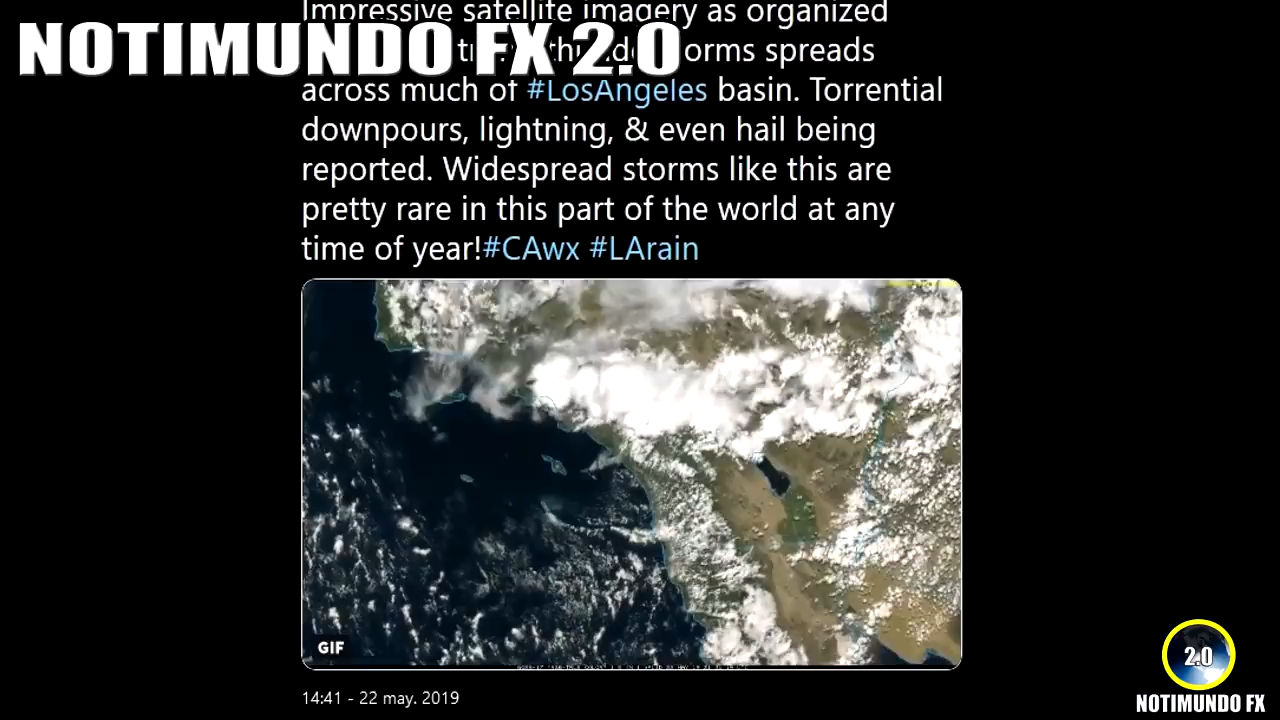 Impressive satellite imagery as organized
NOTIMUNDO FX 2.0
orms spreads
across much of #LosAngeles basin. Torrential
downpours, lightning, & even hail being
reported. Widespread storms like this are
pretty rare in this part of the world at any
time of year!#CAwx #LArain
GIF
14:41 - 22 may. 2019
2.0
NOTIMUNDO FX